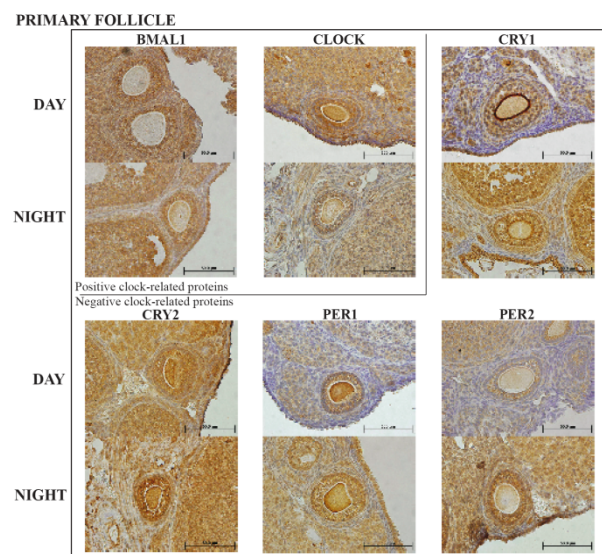 PRIMARY FOLLICLE
BMAL1 CLOCK CRY1
DAY
NIGHT
Positive clock-related proteins
Negative clock-related proteins
CRY2 PER1 PER2
DAY
NIGHT